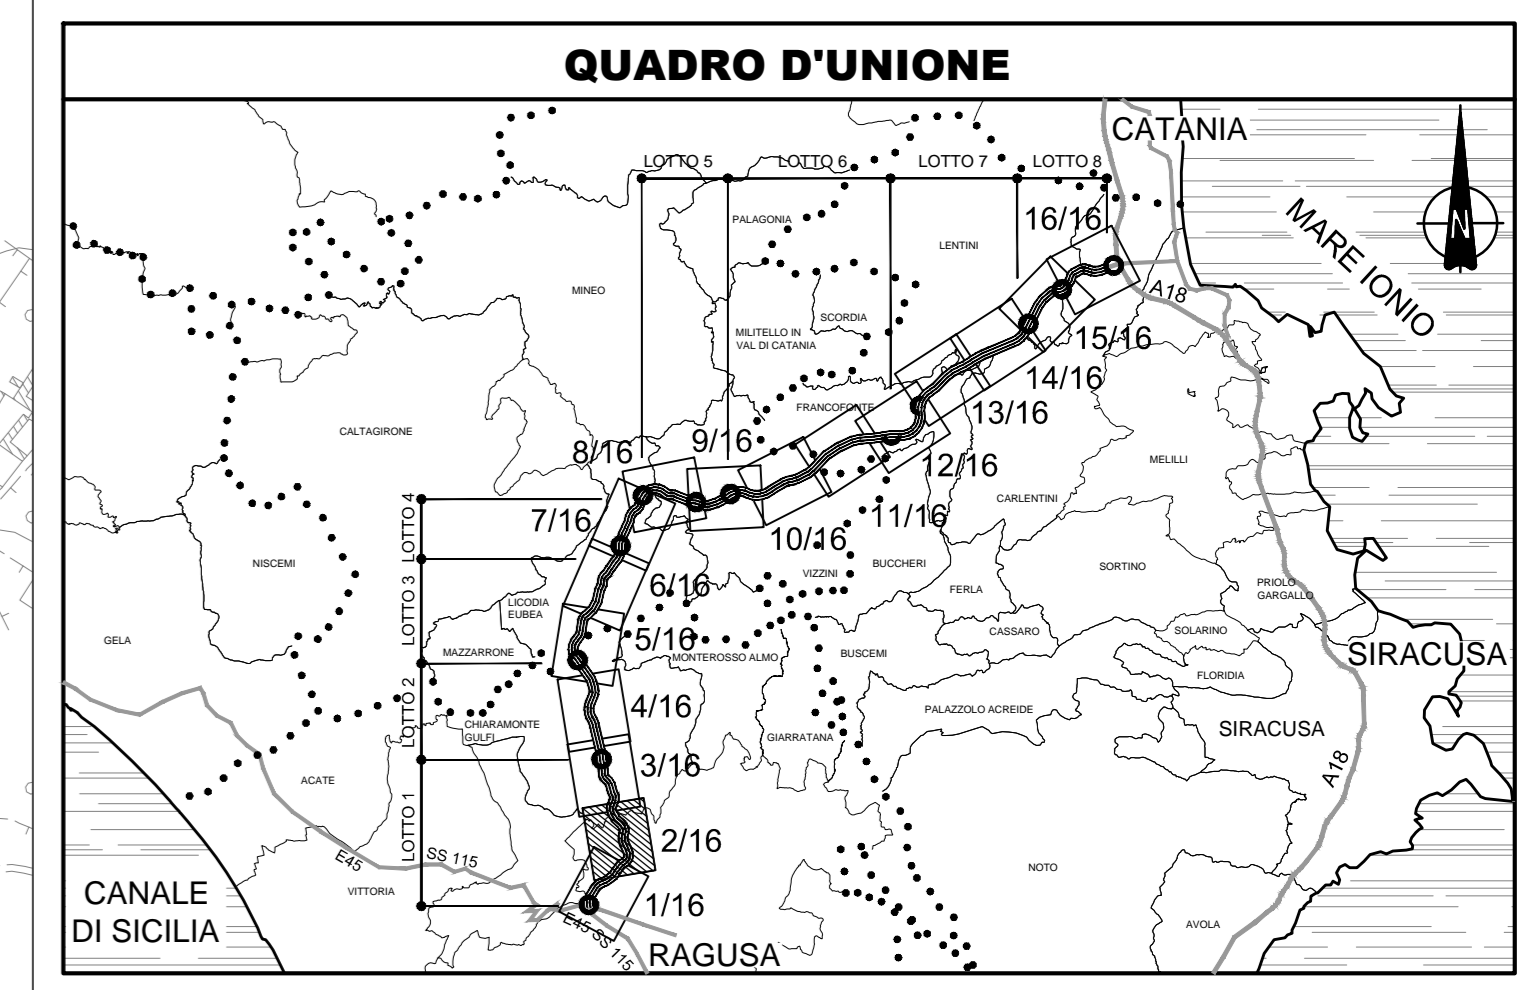 QUADRO D'UNIONE
CATANIA
LOTTO 5
LOTTO 6
LOTTO 7
LOTTO 8
16/16
PALAGONIA
LENTINI
MARE IONIO
N
MINEO
A18
SCORDIA
MILITELLO IN
VAL DI CATANIA
15/16
14/16
FRANCOFONTE
13/16
CALTAGIRONE
8/16
9/16
12/16
MELILLI
CARLENTINI
LOTTO 4
7/16
11/16
10/16
NISCEMI
VIZZINI
BUCCHERI
SORTINO
6/16
FERLA
PRIOLO
GARGALLO
LOTTO 3
LICODIA
EUBEA
CASSARO
SOLARINO
GELA
5/16
MAZZARRONE
MONTEROSSO ALMO
BUSCEMI
SIRACUSA
FLORIDIA
LOTTO 2
4/16
PALAZZOLO ACREIDE
CHIARAMONTE
GULFI
GIARRATANA
SIRACUSA
3/16
A18
ACATE
LOTTO 1
2/16
E45
SS 115
NOTO
VITTORIA
CANALE
DI SICILIA
1/16
E45 SS 115
RAGUSA
AVOLA